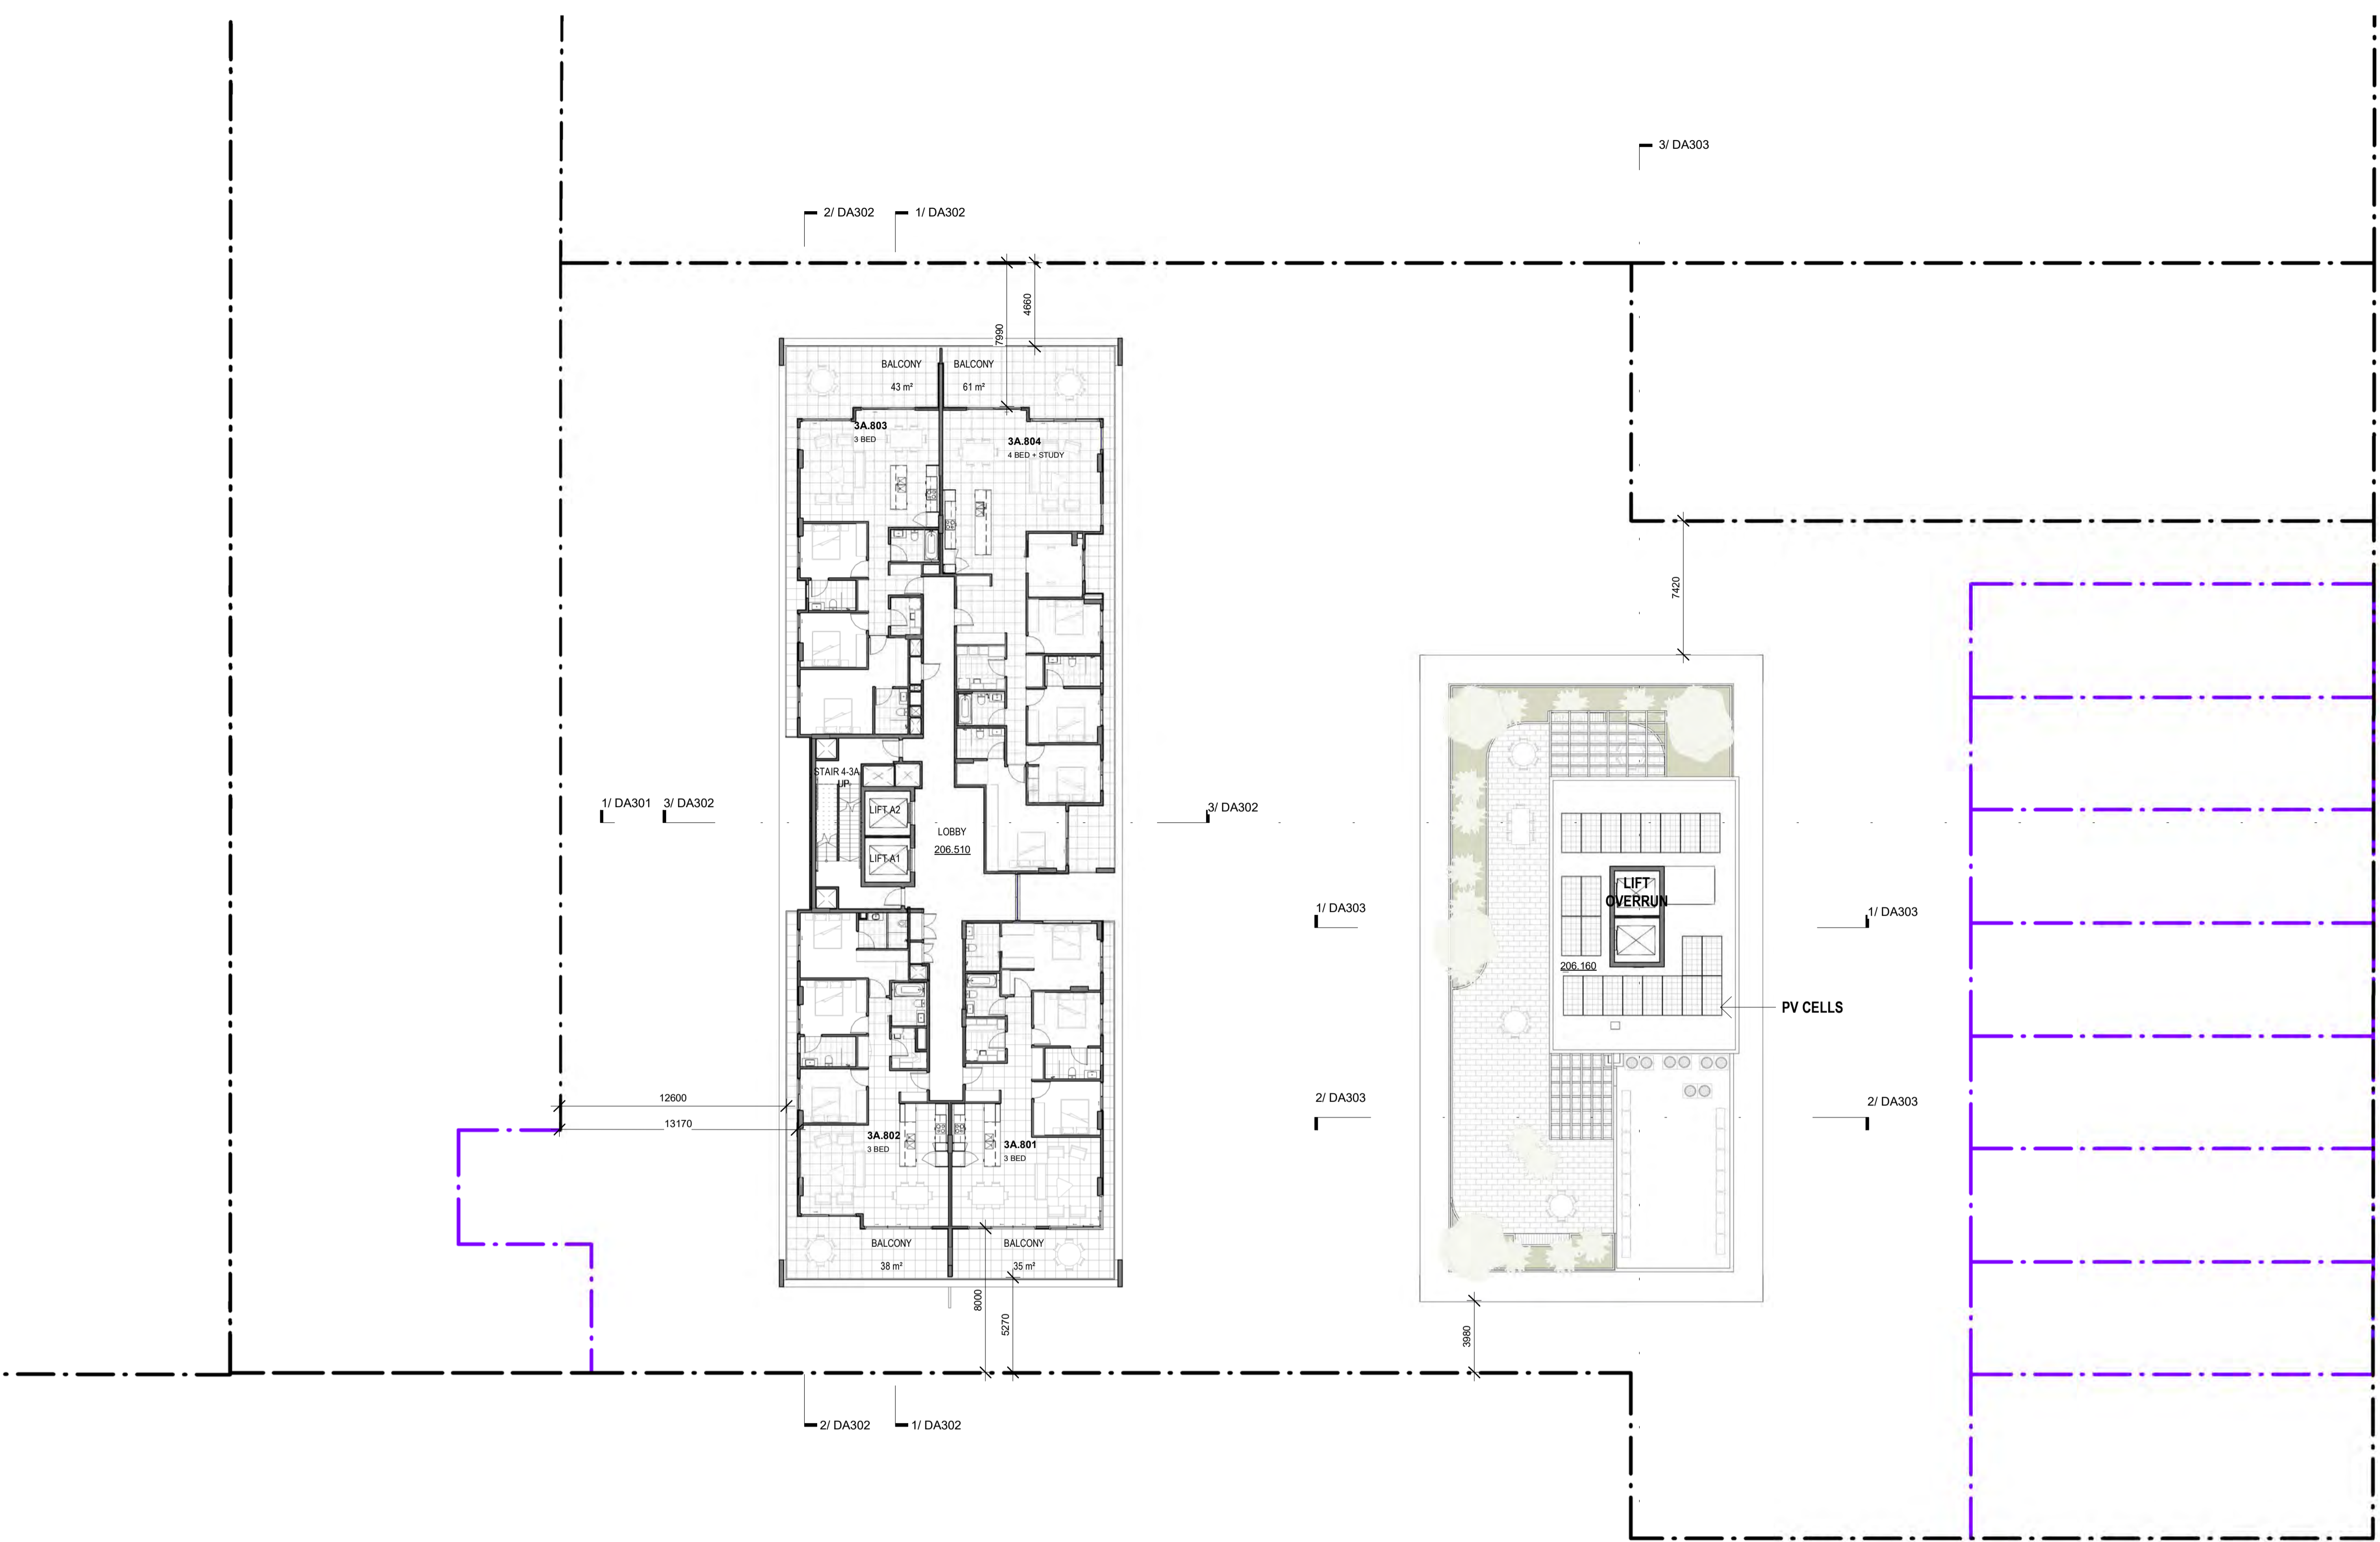 3/ DA303
2/ DA302
1/ DA302
4660
7990
BALCONY
43 m²
BALCONY
61 m²
3A.803
3 BED
3A.804
4 BED + STUDY
7420
STAIR 4-3A
UP
LIFT A2
LIFT A1
LOBBY
206.510
1/ DA301
3/ DA302
3/ DA302
LIFT
OVERRUN
206.160
1/ DA303
1/ DA303
PV CELLS
12600
13170
2/ DA303
2/ DA303
3A.802
3 BED
3A.801
3 BED
BALCONY
38 m²
BALCONY
35 m²
8000
5270
3980
2/ DA302
1/ DA302